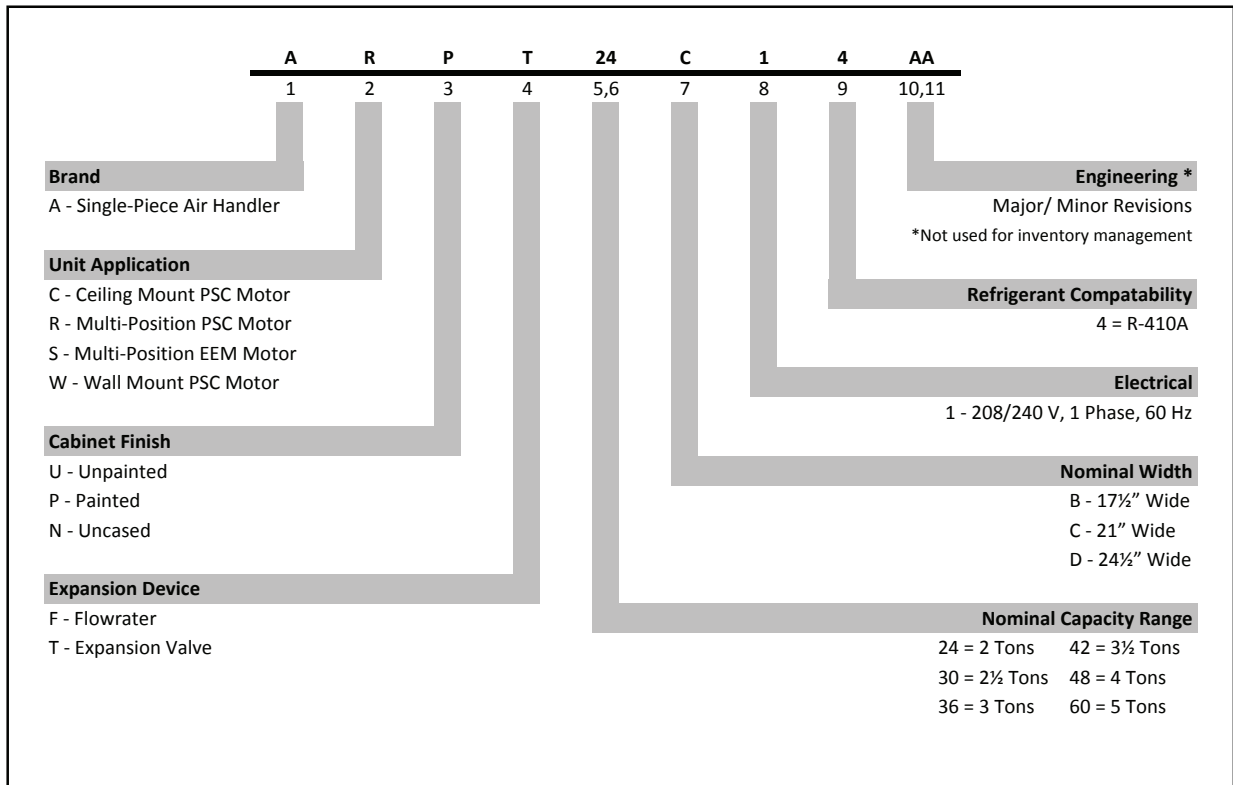 A R P T 24 C 1 4 AA
1 2 3 4 5,6 7 8 9 10,11
Brand
A - Single-Piece Air Handler
Unit Application
C - Ceiling Mount PSC Motor
R - Multi-Position PSC Motor
S - Multi-Position EEM Motor
W - Wall Mount PSC Motor
Cabinet Finish
U - Unpainted
P - Painted
N - Uncased
Expansion Device
F - Flowrater
T - Expansion Valve
Engineering *
Major/ Minor Revisions
*Not used for inventory management
Refrigerant Compatability
4 = R-410A
Electrical
1 - 208/240 V, 1 Phase, 60 Hz
Nominal Width
B - 17½” Wide
C - 21” Wide
D - 24½” Wide
Nominal Capacity Range
24 = 2 Tons 42 = 3½ Tons
30 = 2½ Tons 48 = 4 Tons
36 = 3 Tons 60 = 5 Tons